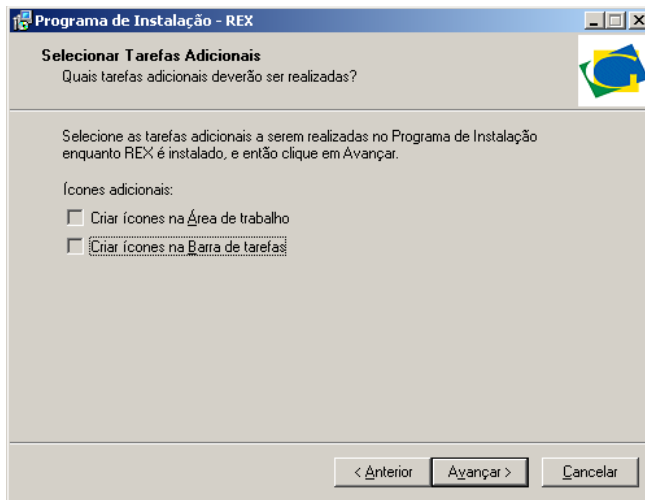 Programa de Instalação - REX
Selecionar Tarefas Adicionais
Quais tarefas adicionais deverão ser realizadas?
Selecione as tarefas adicionais a serem realizadas no Programa de Instalação
enquanto REX é instalado, e então clique em Avançar.
Ícones adicionais:
Criar ícones na Área de trabalho
Criar ícones na Barra de tarefas
< Anterior
Avançar >
Cancelar